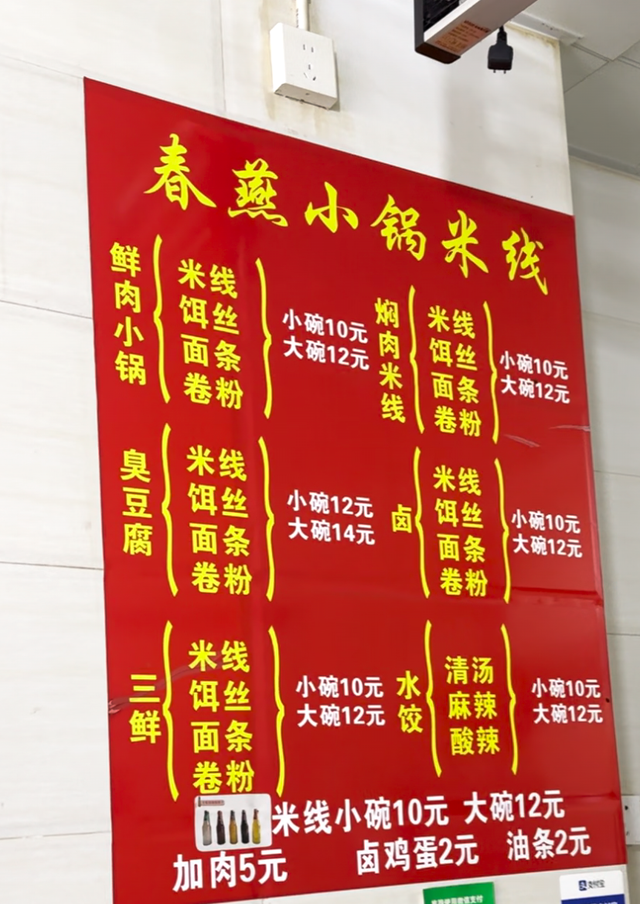 春燕小锅米线
鲜肉小锅
米线
饵丝
面条
卷粉
小碗10元
大碗12元
焖肉米线
米线
饵丝
面条
卷粉
小碗10元
大碗12元
臭豆腐
米线
饵丝
面条
卷粉
小碗12元
大碗14元
卤
米线
饵丝
面条
卷粉
小碗10元
大碗12元
三鲜
米线
饵丝
面条
卷粉
小碗10元
大碗12元
水饺
清汤
麻辣
酸辣
小碗10元
大碗12元
米线小碗10元 大碗12元
加肉5元 卤鸡蛋2元 油条2元
支付宝